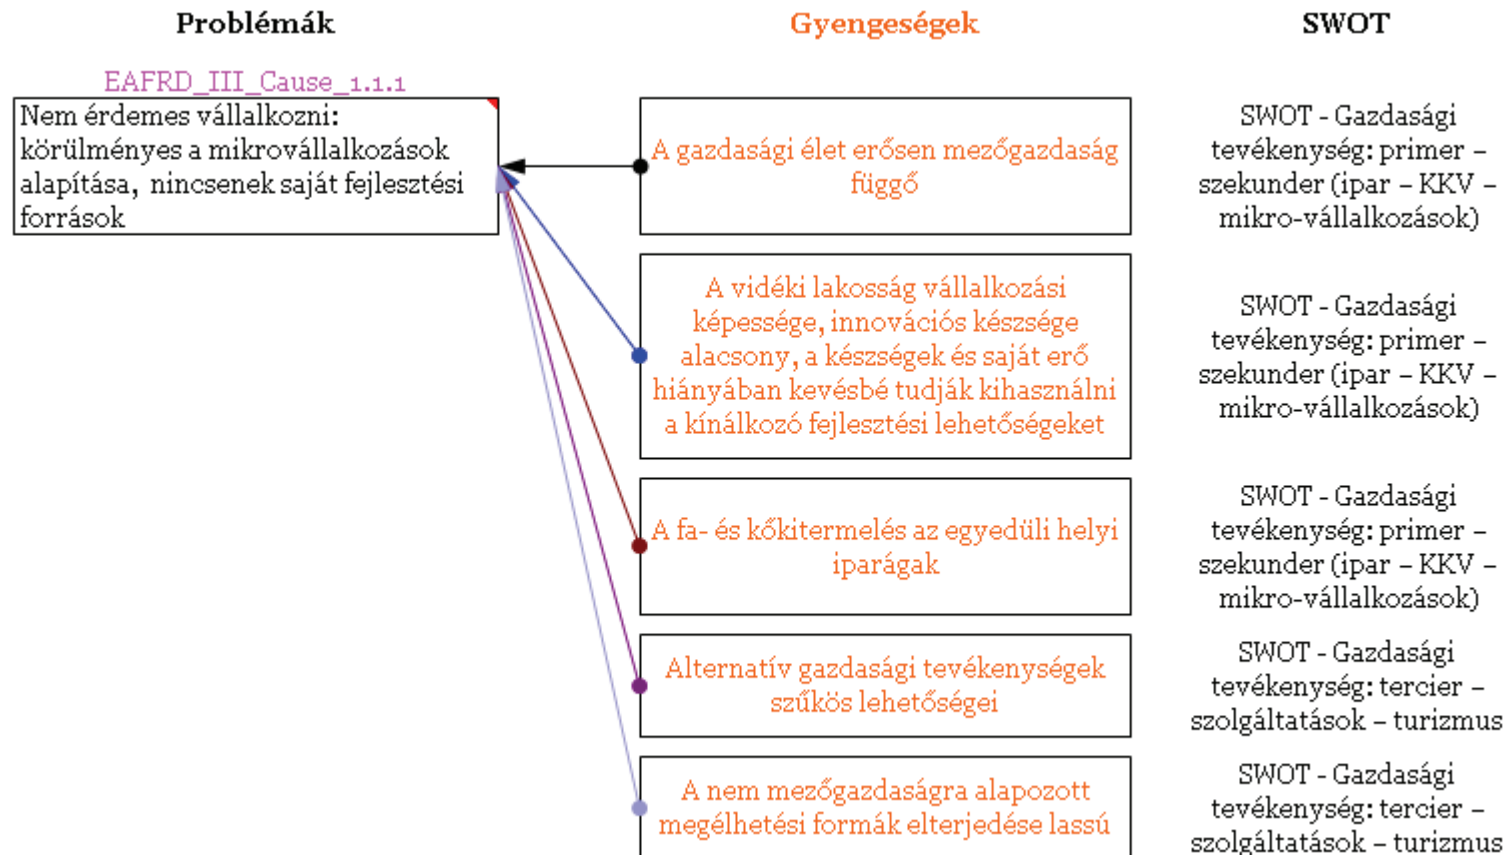 Problémák
Gyengeségek
SWOT
EAFRD_III_Cause_1.1.1
Nem érdemes vállalkozni:
körülményes a mikrovállalkozások
alapítása, nincsenek saját fejlesztési
források
A gazdasági élet erősen mezőgazdaság
függő
SWOT - Gazdasági
tevékenység: primer –
szekunder (ipar – KKV –
mikro-vállalkozások)
A vidéki lakosság vállalkozási
képessége, innovációs készsége
alacsony, a készségek és saját erő
hiányában kevésbé tudják kihasználni
a kínálkozó fejlesztési lehetőségeket
SWOT - Gazdasági
tevékenység: primer –
szekunder (ipar – KKV –
mikro-vállalkozások)
A fa- és kőkitermelés az egyedüli helyi
iparágak
SWOT - Gazdasági
tevékenység: primer –
szekunder (ipar – KKV –
mikro-vállalkozások)
Alternatív gazdasági tevékenységek
szűkös lehetőségei
SWOT - Gazdasági
tevékenység: tercier –
szolgáltatások – turizmus
A nem mezőgazdaságra alapozott
megélhetési formák elterjedése lassú
SWOT - Gazdasági
tevékenység: tercier –
szolgáltatások – turizmus